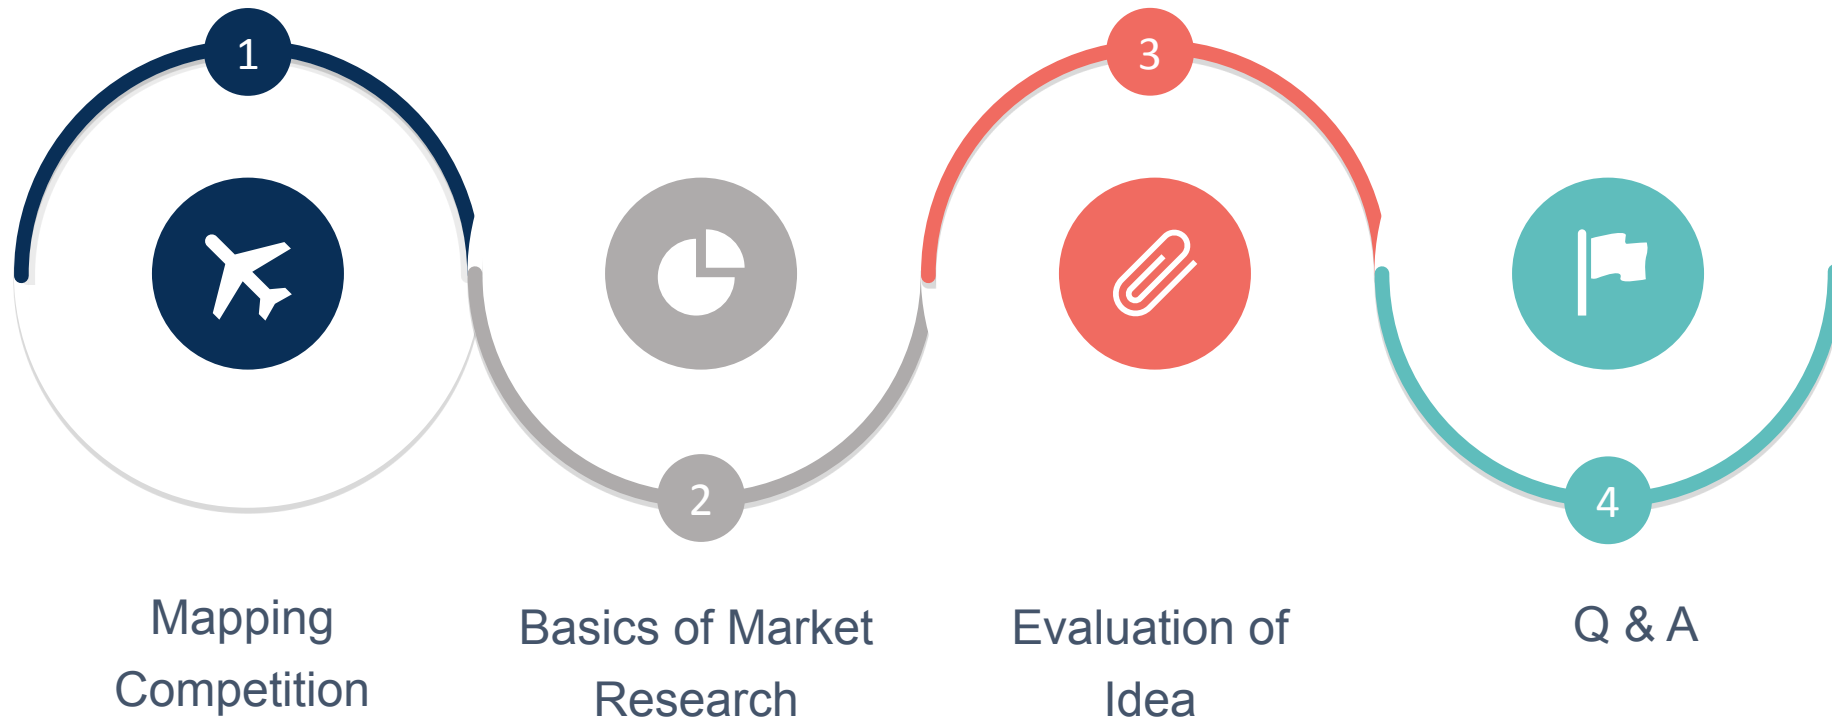 1
Mapping
Competition
2
Basics of Market
Research
3
Evaluation of
Idea
4
Q & A